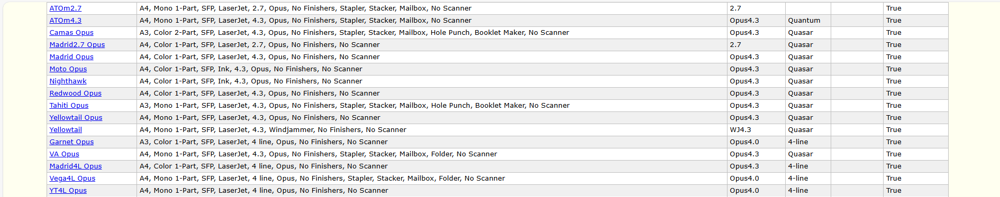 ATOm2.7 A4, Mono 1-Part, SFP, LaserJet, 2.7, Opus, No Finishers, Stapler, Stacker, Mailbox, No Scanner 2.7 True
ATOm4.3 A4, Mono 1-Part, SFP, LaserJet, 4.3, Opus, No Finishers, Stapler, Stacker, Mailbox, No Scanner Opus4.3 Quantum True
Camas Opus A3, Color 2-Part, SFP, LaserJet, 4.3, Opus, No Finishers, Stapler, Stacker, Mailbox, Hole Punch, Booklet Maker, No Scanner Opus4.3 Quasar True
Madrid2.7 Opus A4, Color 1-Part, SFP, LaserJet, 2.7, Opus, No Finishers, No Scanner 2.7 Quasar True
Madrid Opus A4, Color 1-Part, SFP, LaserJet, 4.3, Opus, No Finishers, No Scanner Opus4.3 Quasar True
Moto Opus A4, Color 1-Part, SFP, Ink, 4.3, Opus, No Finishers, No Scanner Opus4.3 Quasar True
Nighthawk A4, Color 1-Part, SFP, Ink, 4.3, Opus, No Finishers, No Scanner Opus4.3 Quasar True
Redwood Opus A4, Color 1-Part, SFP, LaserJet, 4.3, Opus, No Finishers, No Scanner Opus4.3 Quasar True
Tahiti Opus A3, Mono 1-Part, SFP, LaserJet, 4.3, Opus, No Finishers, Stapler, Stacker, Mailbox, Hole Punch, Booklet Maker, No Scanner Opus4.3 Quasar True
Yellowtail Opus A4, Mono 1-Part, SFP, LaserJet, 4.3, Opus, No Finishers, No Scanner Opus4.3 Quasar True
Yellowtail A4, Mono 1-Part, SFP, LaserJet, 4.3, Windjammer, No Finishers, No Scanner WJ4.3 Quasar True
Garnet Opus A3, Color 1-Part, SFP, LaserJet, 4 line, Opus, No Finishers, No Scanner Opus4.0 4-line True
VA Opus A4, Mono 1-Part, SFP, LaserJet, 4.3, Opus, No Finishers, Stapler, Stacker, Mailbox, Folder, No Scanner Opus4.3 Quasar True
Madrid4L Opus A4, Color 1-Part, SFP, LaserJet, 4 line, Opus, No Finishers, No Scanner Opus4.3 4-line True
Vega4L Opus A4, Mono 1-Part, SFP, LaserJet, 4 line, Opus, No Finishers, Stapler, Stacker, Mailbox, Folder, No Scanner Opus4.0 4-line True
YT4L Opus A4, Mono 1-Part, SFP, LaserJet, 4 line, Opus, No Finishers, No Scanner Opus4.0 4-line True